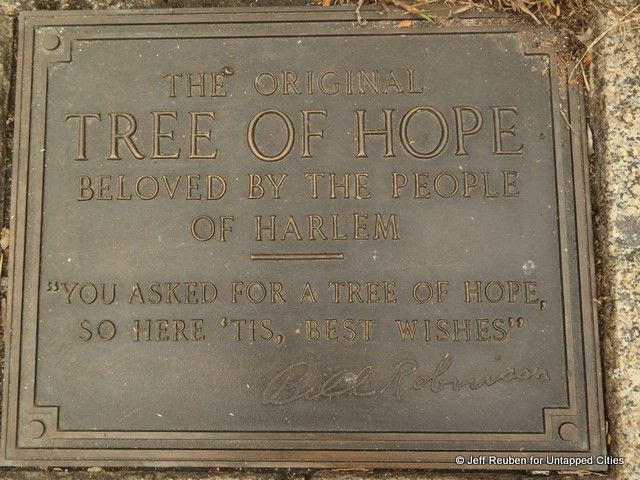 THE ORIGINAL
TREE OF HOPE
BELOVED BY THE PEOPLE
OF HARLEM
"YOU ASKED FOR A TREE OF HOPE,
SO HERE 'TIS, BEST WISHES"
Bill Robinson
© Jeff Reuben for Untapped Cities